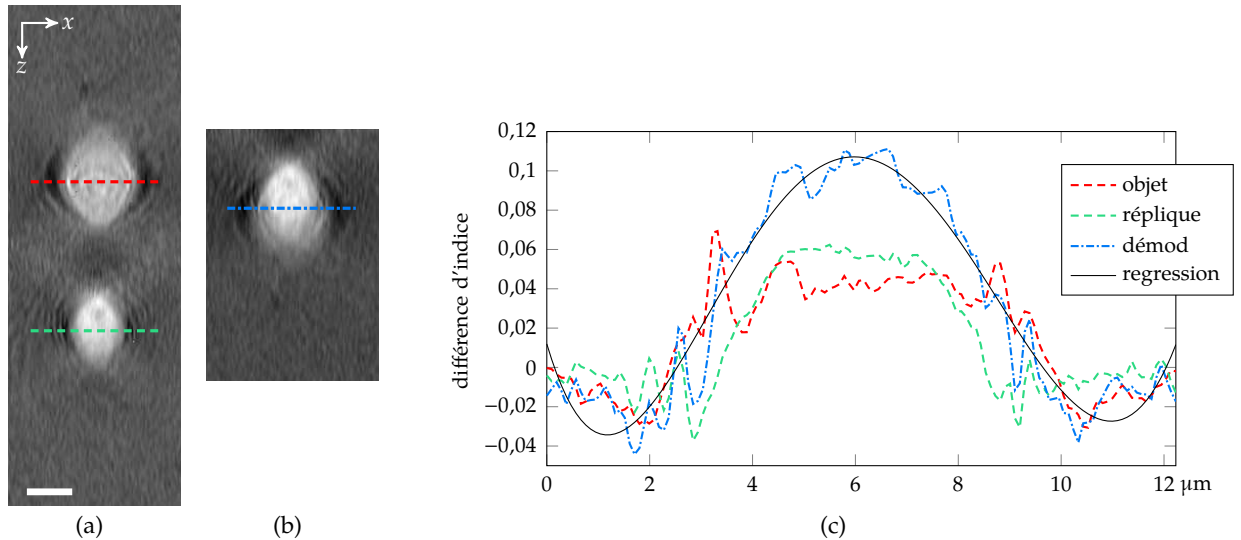 x
z
(a)
(b)
différence d'indice
0,12
0,1
0,08
0,06
0,04
0,02
0
−0,02
−0,04
0
2
4
6
8
10
12 µm
objet
réplique
démod
regression
(c)